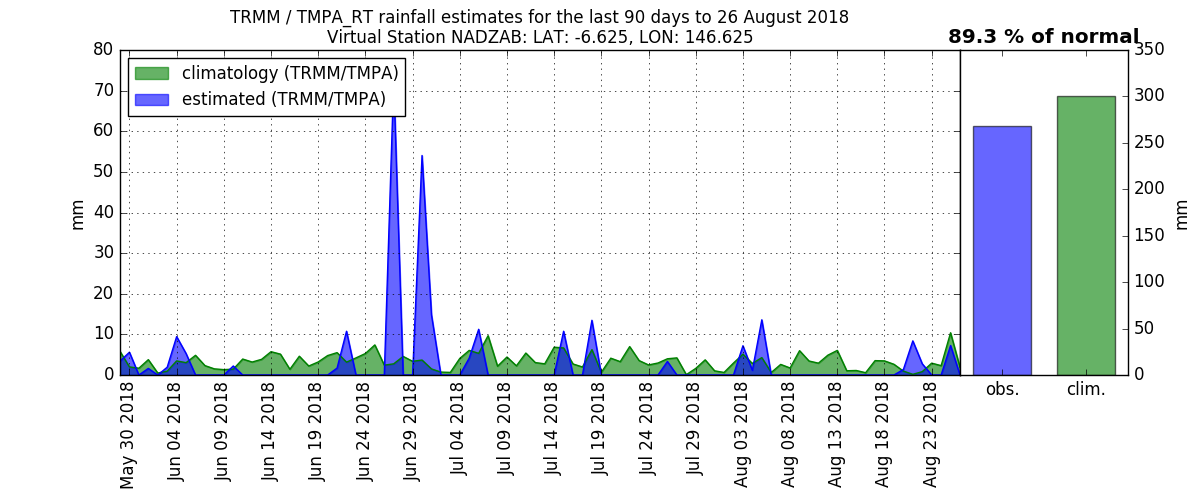 TRMM / TMPA_RT rainfall estimates for the last 90 days to 26 August 2018
Virtual Station NADZAB: LAT: -6.625, LON: 146.625
89.3 % of normal
climatology (TRMM/TMPA)
estimated (TRMM/TMPA)
80
70
60
50
40
30
20
10
0
mm
May 30 2018
Jun 04 2018
Jun 09 2018
Jun 14 2018
Jun 19 2018
Jun 24 2018
Jun 29 2018
Jul 04 2018
Jul 09 2018
Jul 14 2018
Jul 19 2018
Jul 24 2018
Jul 29 2018
Aug 03 2018
Aug 08 2018
Aug 13 2018
Aug 18 2018
Aug 23 2018
obs.
clim.
350
300
250
200
150
100
50
0
mm